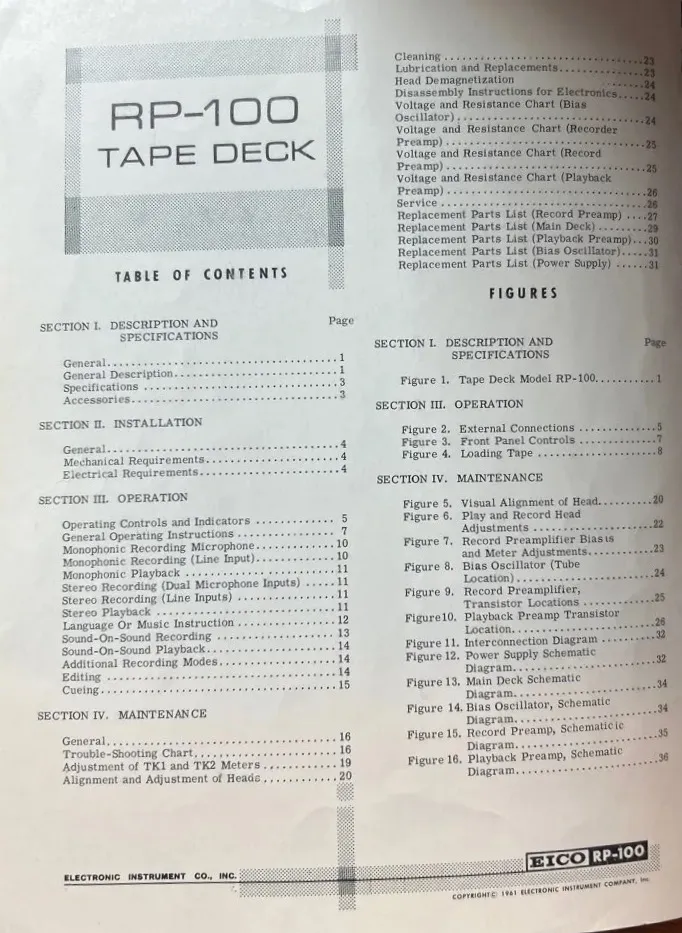 RP-100
TAPE DECK
TABLE OF CONTENTS
Page
SECTION I. DESCRIPTION AND
SPECIFICATIONS
General....................................1
General Description.........................1
Specifications ..............................3
Accessories................................3
SECTION II. INSTALLATION
General....................................4
Mechanical Requirements....................4
Electrical Requirements.....................4
SECTION III. OPERATION
Operating Controls and Indicators ............ 5
General Operating Instructions ............... 7
Monophonic Recording Microphone............10
Monophonic Recording (Line Input)............10
Monophonic Playback .......................11
Stereo Recording (Dual Microphone Inputs) .....11
Stereo Recording (Line Inputs) ...............11
Stereo Playback ............................11
Language Or Music Instruction ...............12
Sound-On-Sound Recording ..................13
Sound-On-Sound Playback....................14
Additional Recording Modes..................14
Editing ...................................14
Cueing....................................15
SECTION IV. MAINTENANCE
General...................................16
Trouble-Shooting Chart......................16
Adjustment of TK1 and TK2 Meters ...........19
Alignment and Adjustment of Heads ...........20
Cleaning ...............................23
Lubrication and Replacements.............23
Head Demagnetization ......24
Disassembly Instructions for Electronics.....24
Voltage and Resistance Chart (Bias
Oscillator)..............................24
Voltage and Resistance Chart (Recorder
Preamp) ...............................25
Voltage and Resistance Chart (Record
Preamp) ...............................25
Voltage and Resistance Chart (Playback
Preamp) ...............................26
Service ................................26
Replacement Parts List (Record Preamp) ....27
Replacement Parts List (Main Deck) ........29
Replacement Parts List (Playback Preamp)...30
Replacement Parts List (Bias Oscillator).....31
Replacement Parts List (Power Supply) ......31
FIGURES
SECTION I. DESCRIPTION AND Page
SPECIFICATIONS
Figure 1. Tape Deck Model RP-100...........1
SECTION III. OPERATION
Figure 2. External Connections ..............5
Figure 3. Front Panel Controls ..............7
Figure 4. Loading Tape .....................8
SECTION IV. MAINTENANCE
Figure 5. Visual Alignment of Head..........20
Figure 6. Play and Record Head
Adjustments ....................22
Figure 7. Record Preamplifier Bias is
and Meter Adjustments............23
Figure 8. Bias Oscillator (Tube
Location)........................24
Figure 9. Record Preamplifier,
Transistor Locations .............25
Figure10. Playback Preamp Transistor
Location.........................26
Figure 11. Interconnection Diagram ..........32
Figure 12. Power Supply Schematic
Diagram.........................32
Figure 13. Main Deck Schematic
Diagram.........................34
Figure 14. Bias Oscillator, Schematic
Diagram.........................34
Figure 15. Record Preamp, Schematic ic
Diagram.........................35
Figure 16. Playback Preamp, Schematic
Diagram.........................36
ELECTRONIC INSTRUMENT CO., INC.
EICO RP-100
COPYRIGHT © 1961 ELECTRONIC INSTRUMENT COMPANY, INC.